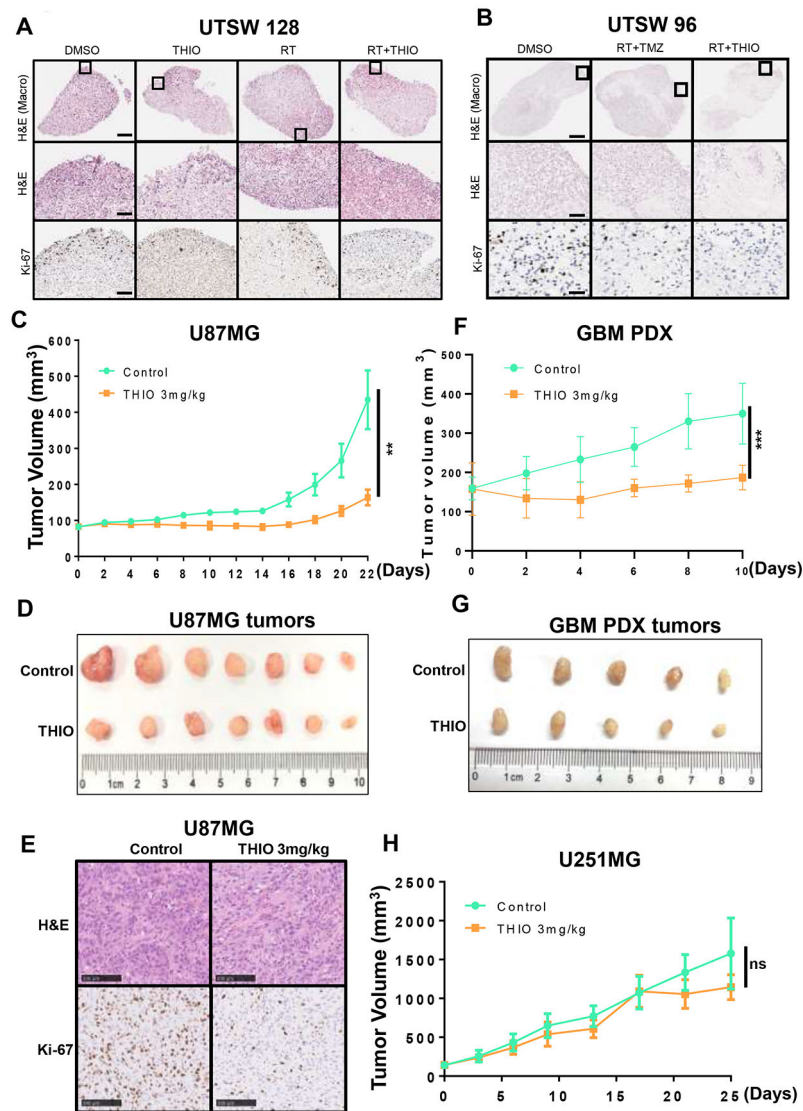 A
UTSW 128
DMSO THIO RT RT+THIO
H&E (Macro)
H&E
Ki-67
B
UTSW 96
DMSO RT+TMZ RT+THIO
H&E (Macro)
H&E
Ki-67
C
U87MG
Tumor Volume (mm3)
600
500
400
300
200
100
0
Control
THIO 3mg/kg
**
0 2 4 6 8 10 12 14 16 18 20 22 (Days)
F
GBM PDX
Tumor volume (mm 3)
500
400
300
200
100
0
Control
THIO 3mg/kg
***
0 2 4 6 8 10 (Days)
D
U87MG tumors
Control
THIO
0 1cm 2 3 4 5 6 7 8 9 10
G
GBM PDX tumors
Control
THIO
0 1cm 2 3 4 5 6 7 8 9
E
U87MG
Control THIO 3mg/kg
H&E
Ki-67
H
U251MG
Tumor Volume (mm3)
2500
2000
1500
1000
500
0
Control
THIO 3mg/kg
ns
0 5 10 15 20 25 (Days)